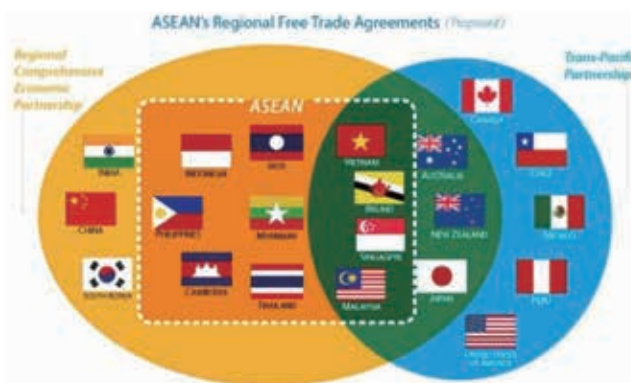 ASEAN's Regional Free Trade Agreements (Proposed)
Regional
Comprehensive
Economic
Partnership
Trans-Pacific
Partnership
ASEAN
CANADA
INDIA
INDONESIA
LAOS
VIETNAM
AUSTRALIA
CHILE
BRUNEI
CHINA
PHILIPPINES
MYANMAR
SINGAPORE
NEW ZEALAND
MEXICO
SOUTH KOREA
CAMBODIA
THAILAND
MALAYSIA
JAPAN
PERU
UNITED STATES
OF AMERICA